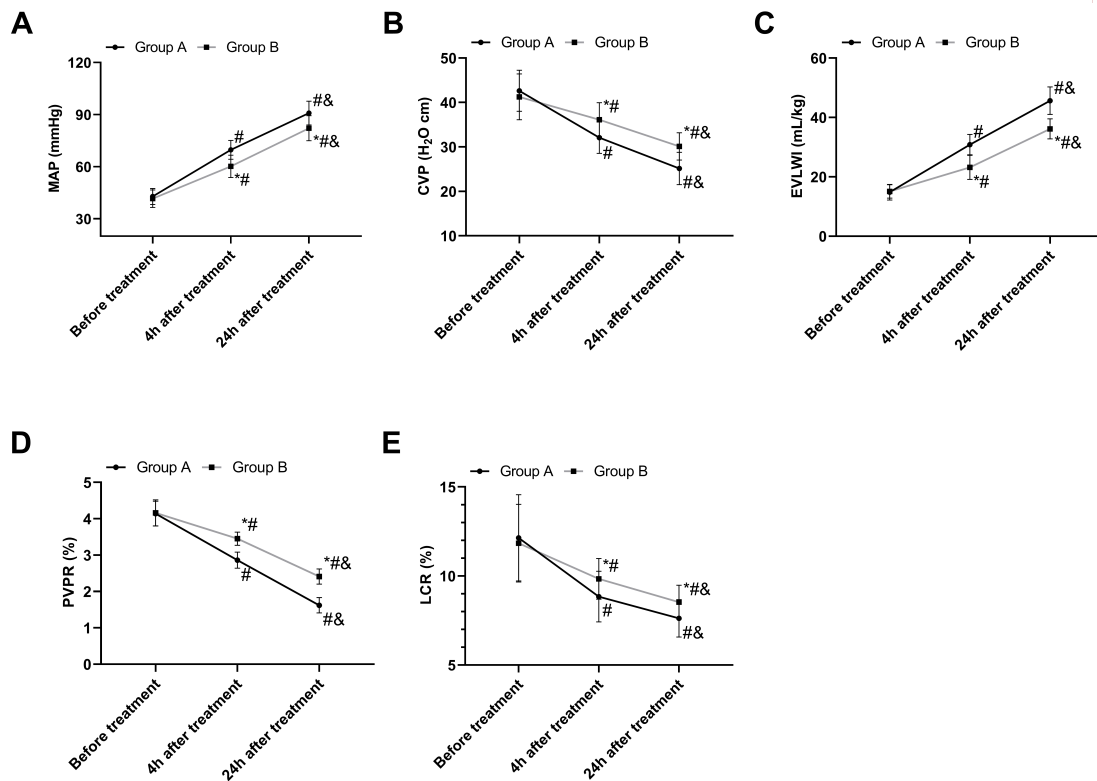 A
Group A Group B
MAP (mmHg)
120
90
60
30
#
*#
#&
*#&
Before treatment
4h after treatment
24h after treatment
B
Group A Group B
CVP (H₂O cm)
50
40
30
20
10
*#
#
*#&
#&
Before treatment
4h after treatment
24h after treatment
C
Group A Group B
EVLWI (mL/kg)
60
40
20
0
#
*#
#&
*#&
Before treatment
4h after treatment
24h after treatment
D
Group A Group B
PVPR (%)
5
4
3
2
1
0
*#
#
*#&
#&
Before treatment
4h after treatment
24h after treatment
E
Group A Group B
LCR (%)
15
10
5
*#
#
*#&
#&
Before treatment
4h after treatment
24h after treatment